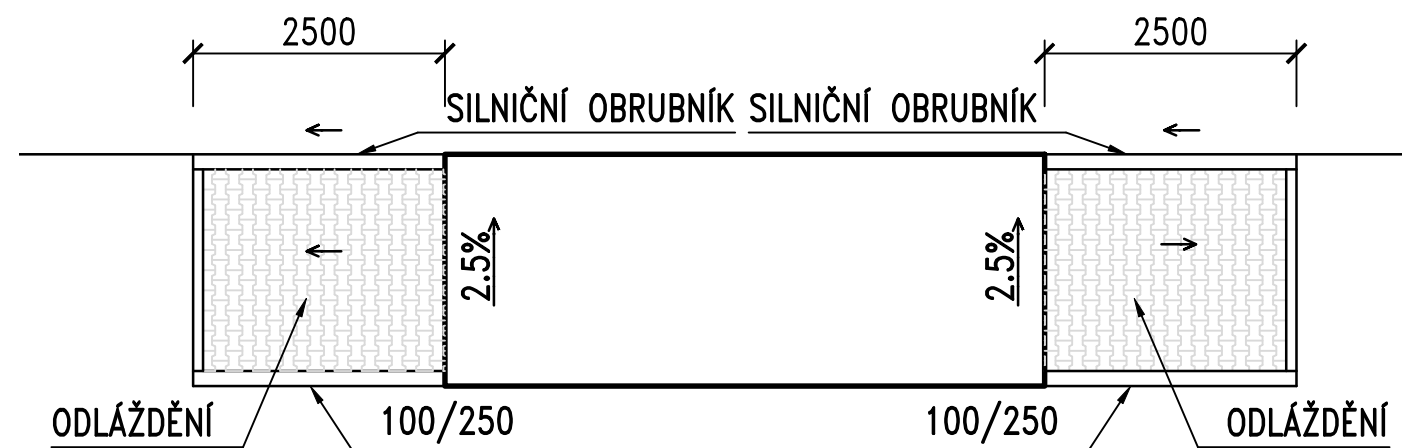 2500 2500
SILNIČNÍ OBRUBNÍK SILNIČNÍ OBRUBNÍK
2.5% 2.5%
ODLÁŽDĚNÍ 100/250 100/250 ODLÁŽDĚNÍ